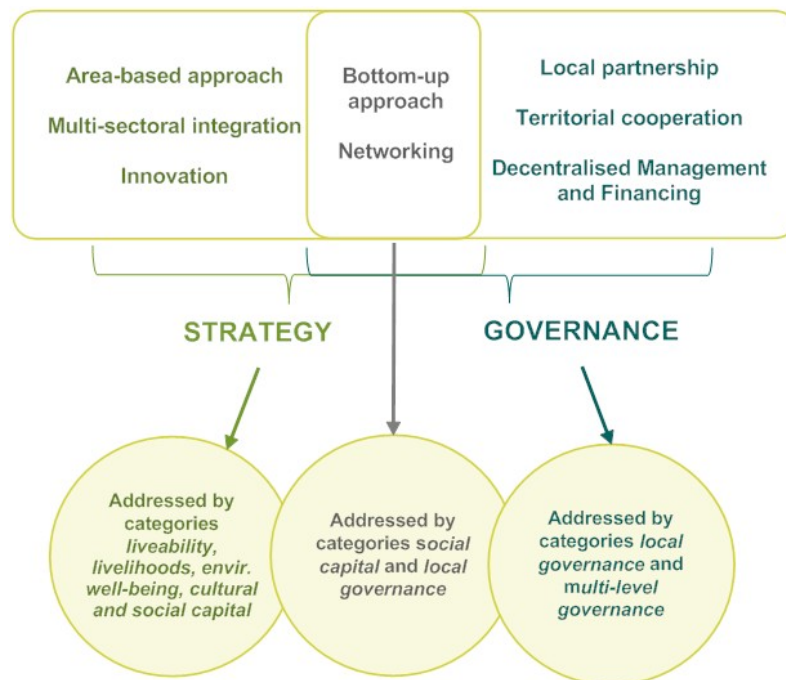 Area-based approach
Multi-sectoral integration
Innovation
Bottom-up
approach
Networking
Local partnership
Territorial cooperation
Decentralised Management
and Financing
STRATEGY
GOVERNANCE
Addressed by
categories
liveability,
livelihoods, envir.
well-being, cultural
and social capital
Addressed by
categories social
capital and local
governance
Addressed by
categories local
governance and
multi-level
governance